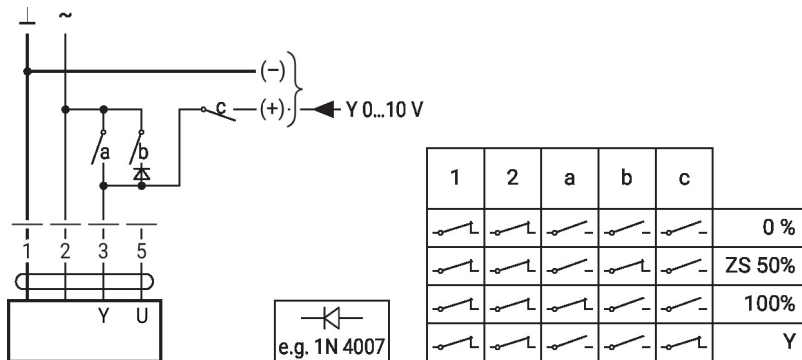 ⊥ ~
(–)
c (+) Y 0...10 V
a b
1 2 3 5
Y U
e.g. 1N 4007
1 2 a b c
0 %
ZS 50%
100%
Y